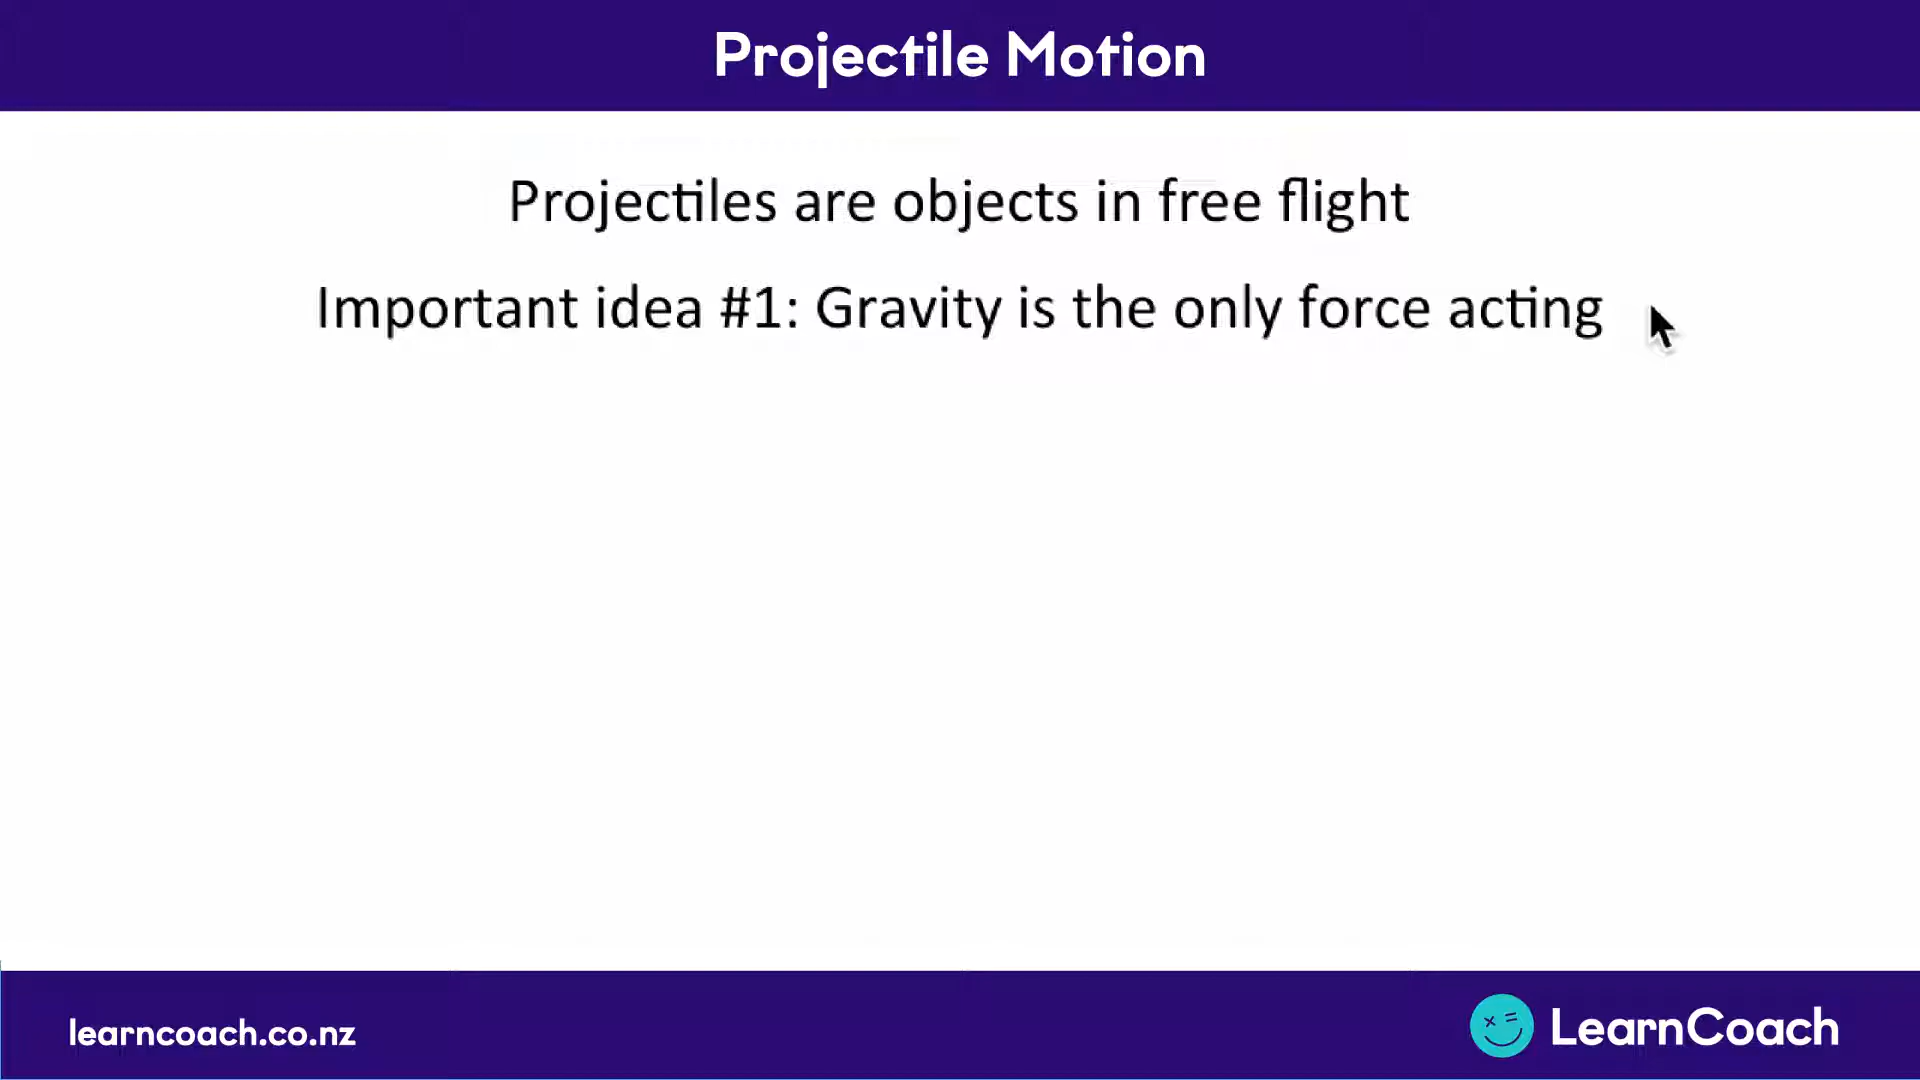 Projectile Motion
Projectiles are objects in free flight
Important idea #1: Gravity is the only force acting
learncoach.co.nz
LearnCoach